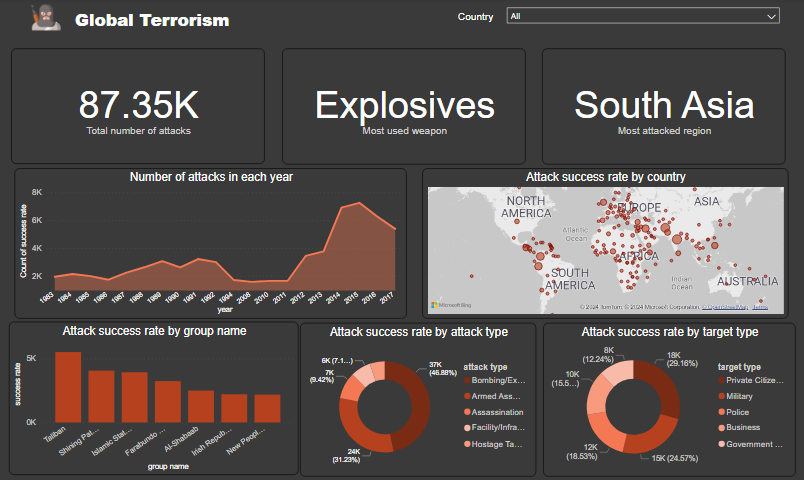 Global Terrorism
Country
All
87.35K
Total number of attacks
Explosives
Most used weapon
South Asia
Most attacked region
Number of attacks in each year
Count of success rate
8K
6K
4K
2K
1983 1984 1985 1986 1987 1988 1989 1990 1991 1992 1994 2008 2010 2011 2012 2013 2014 2015 2016 2017
year
Attack success rate by country
NORTH
AMERICA
EUROPE
ASIA
Atlantic
Ocean
AFRICA
SOUTH
AMERICA
Indian
Ocean
AUSTRALIA
Microsoft Bing
© 2024 TomTom, © 2024 Microsoft Corporation, © OpenStreetMap Terms
Attack success rate by group name
success rate
5K
0K
Taliban
Shining Pat...
Islamic Stat...
Farabundo ...
Al-Shabaab
Irish Repub...
New Peopl...
group name
Attack success rate by attack type
37K
(46.88%)
24K
(31.23%)
7K
(9.42%)
6K (7.1...)
attack type
Bombing/Ex...
Armed Ass...
Assassination
Facility/Infra...
Hostage Ta...
Attack success rate by target type
18K
(29.16%)
15K (24.57%)
12K
(18.53%)
10K
(15.5...)
8K
(12.24%)
target type
Private Citize...
Military
Police
Business
Government ...